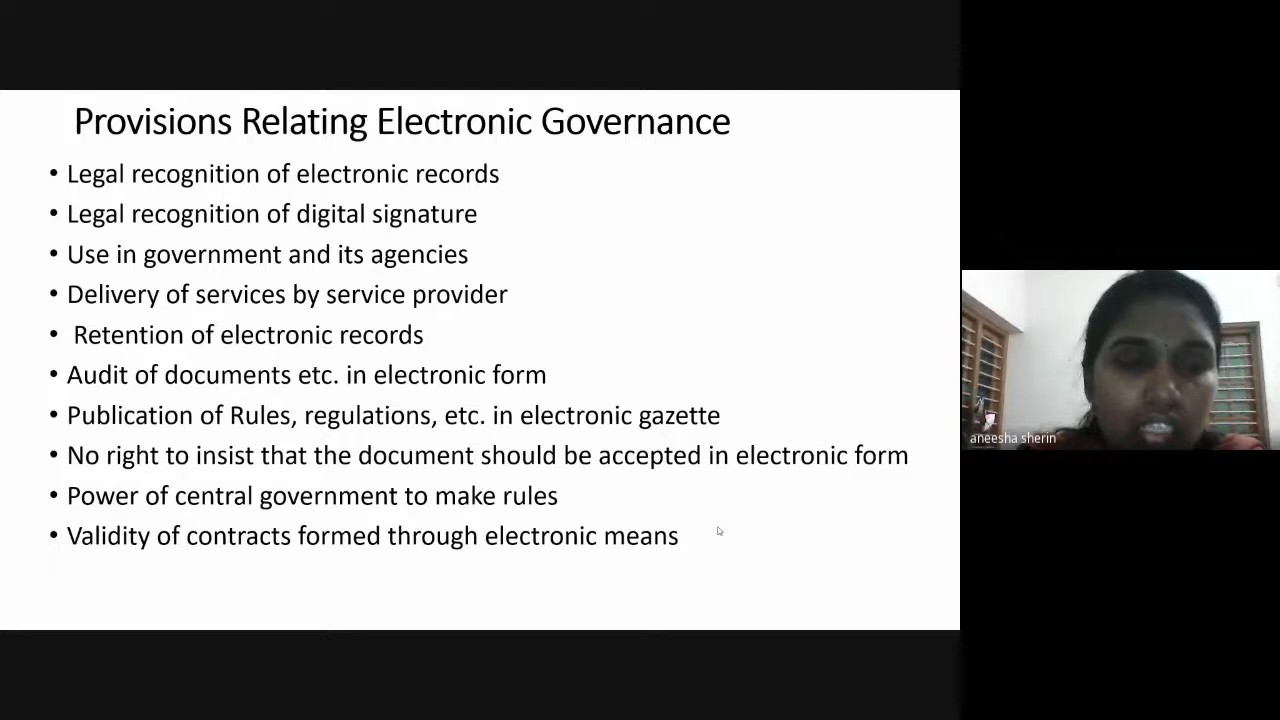 Provisions Relating Electronic Governance
• Legal recognition of electronic records
• Legal recognition of digital signature
• Use in government and its agencies
• Delivery of services by service provider
• Retention of electronic records
• Audit of documents etc. in electronic form
• Publication of Rules, regulations, etc. in electronic gazette
• No right to insist that the document should be accepted in electronic form
• Power of central government to make rules
• Validity of contracts formed through electronic means
aneesha sherin